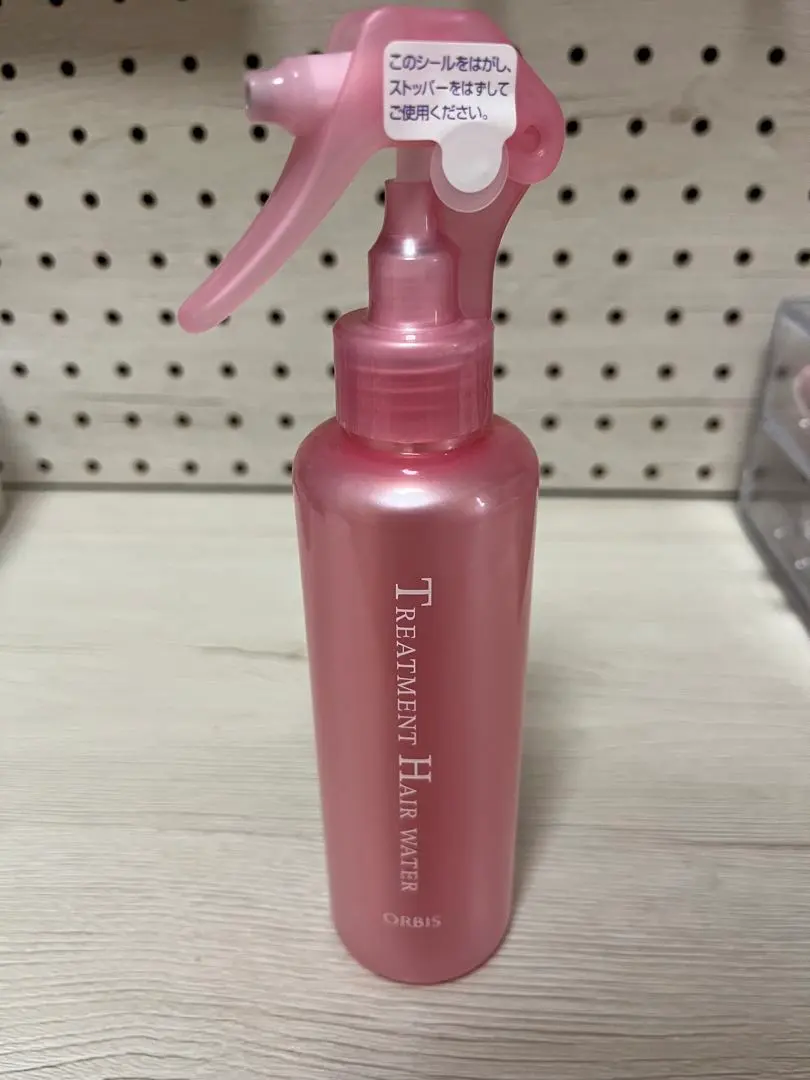 このシールをはがし、
ストッパーをはずして
ご使用ください。
TREATMENT HAIR WATER
ORBIS